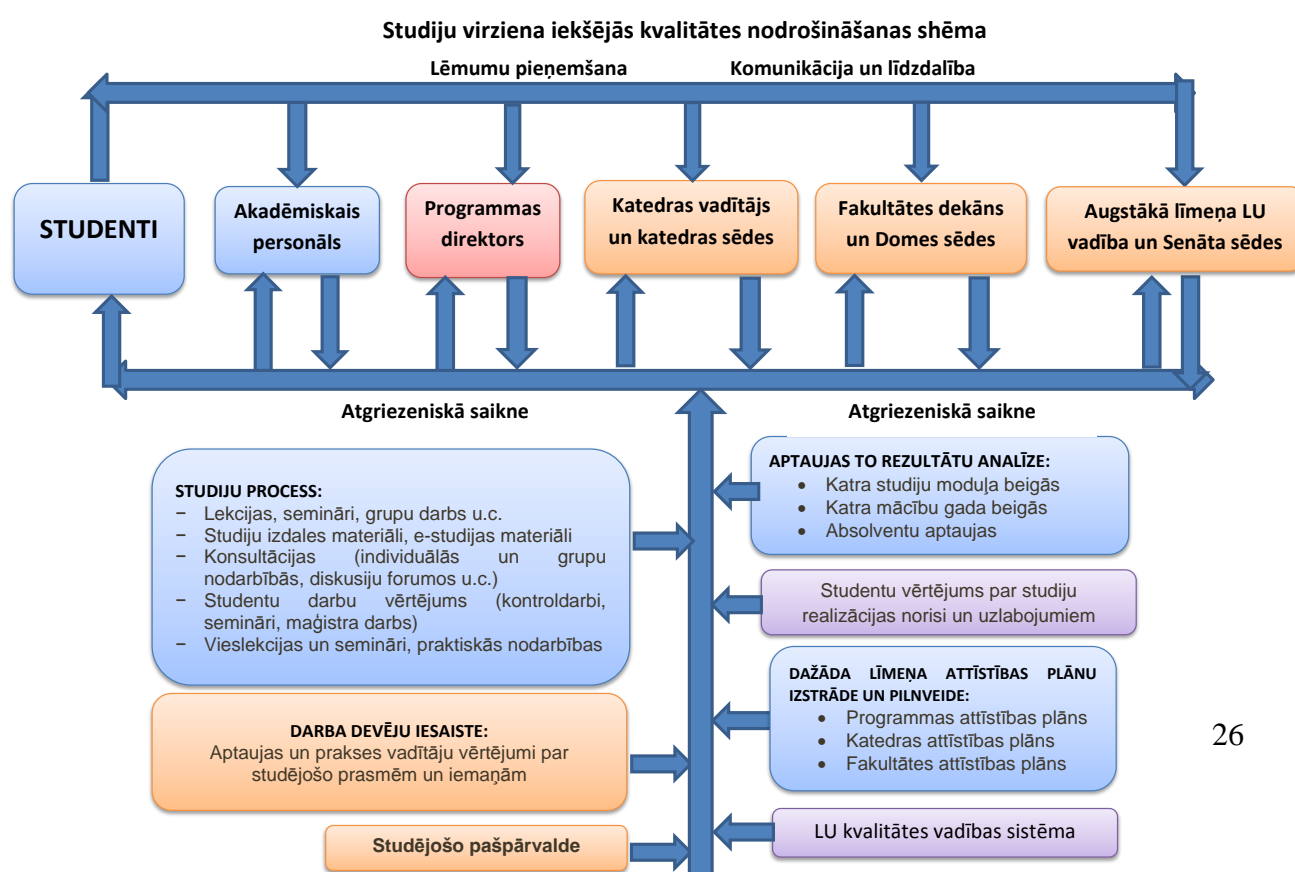 Studiju virziena iekšējās kvalitātes nodrošināšanas shēma
Lēmumu pieņemšana
Komunikācija un līdzdalība
STUDENTI
Akadēmiskais
personāls
Programmas
direktors
Katedras vadītājs
un katedras sēdes
Fakultātes dekāns
un Domes sēdes
Augstākā līmeņa LU
vadība un Senāta sēdes
Atgriezeniskā saikne
Atgriezeniskā saikne
STUDIJU PROCESS:
− Lekcijas, semināri, grupu darbs u.c.
− Studiju izdales materiāli, e-studijas materiāli
− Konsultācijas (individuālās un grupu
nodarbībās, diskusiju forumos u.c.)
− Studentu darbu vērtējums (kontroldarbi,
semināri, maģistra darbs)
− Vieslekcijas un semināri, praktiskās nodarbības
DARBA DEVĒJU IESAISTE:
Aptaujas un prakses vadītāju vērtējumi par
studējošo prasmēm un iemaņām
Studējošo pašpārvalde
APTAUJAS TO REZULTĀTU ANALĪZE:
• Katra studiju moduļa beigās
• Katra mācību gada beigās
• Absolventu aptaujas
Studentu vērtējums par studiju
realizācijas norisi un uzlabojumiem
DAŽĀDA LĪMEŅA ATTĪSTĪBAS PLĀNU
IZSTRĀDE UN PILNVEIDE:
• Programmas attīstības plāns
• Katedras attīstības plāns
• Fakultātes attīstības plāns
LU kvalitātes vadības sistēma
26